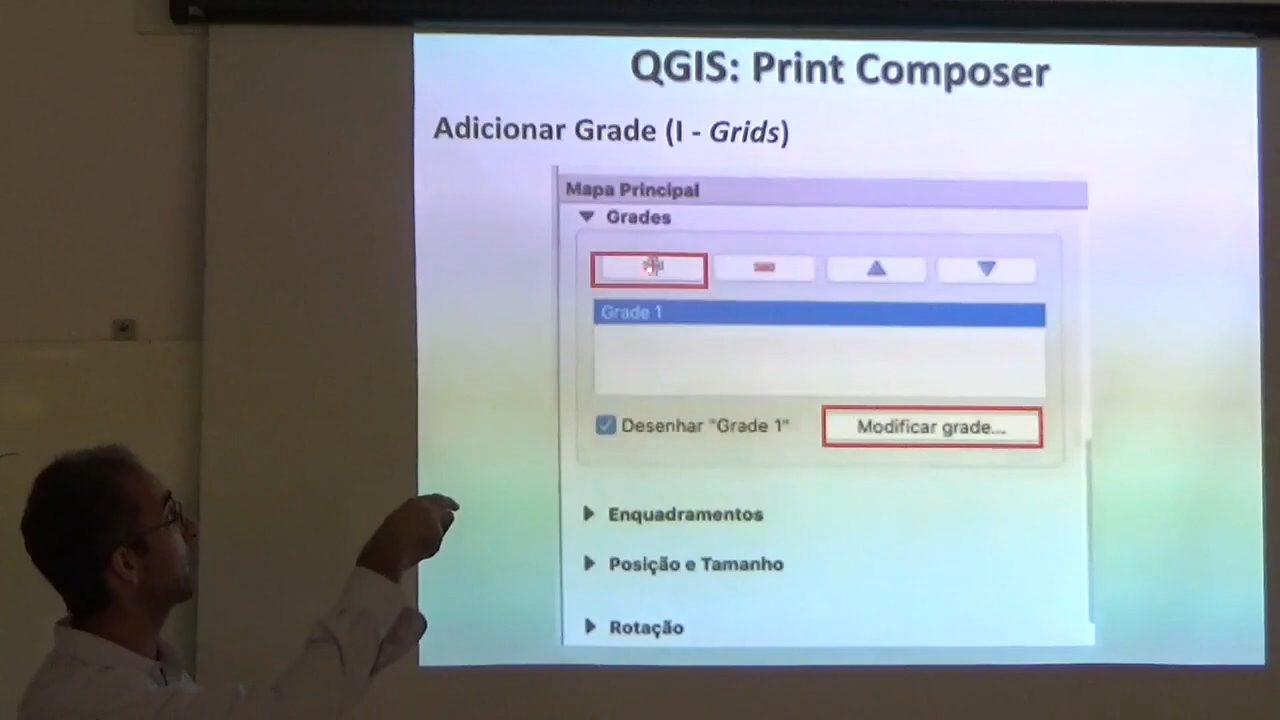 QGIS: Print Composer
Adicionar Grade (I - Grids)
Mapa Principal
Grades
Grade 1
Desenhar "Grade 1"
Modificar grade...
Enquadramentos
Posição e Tamanho
Rotação